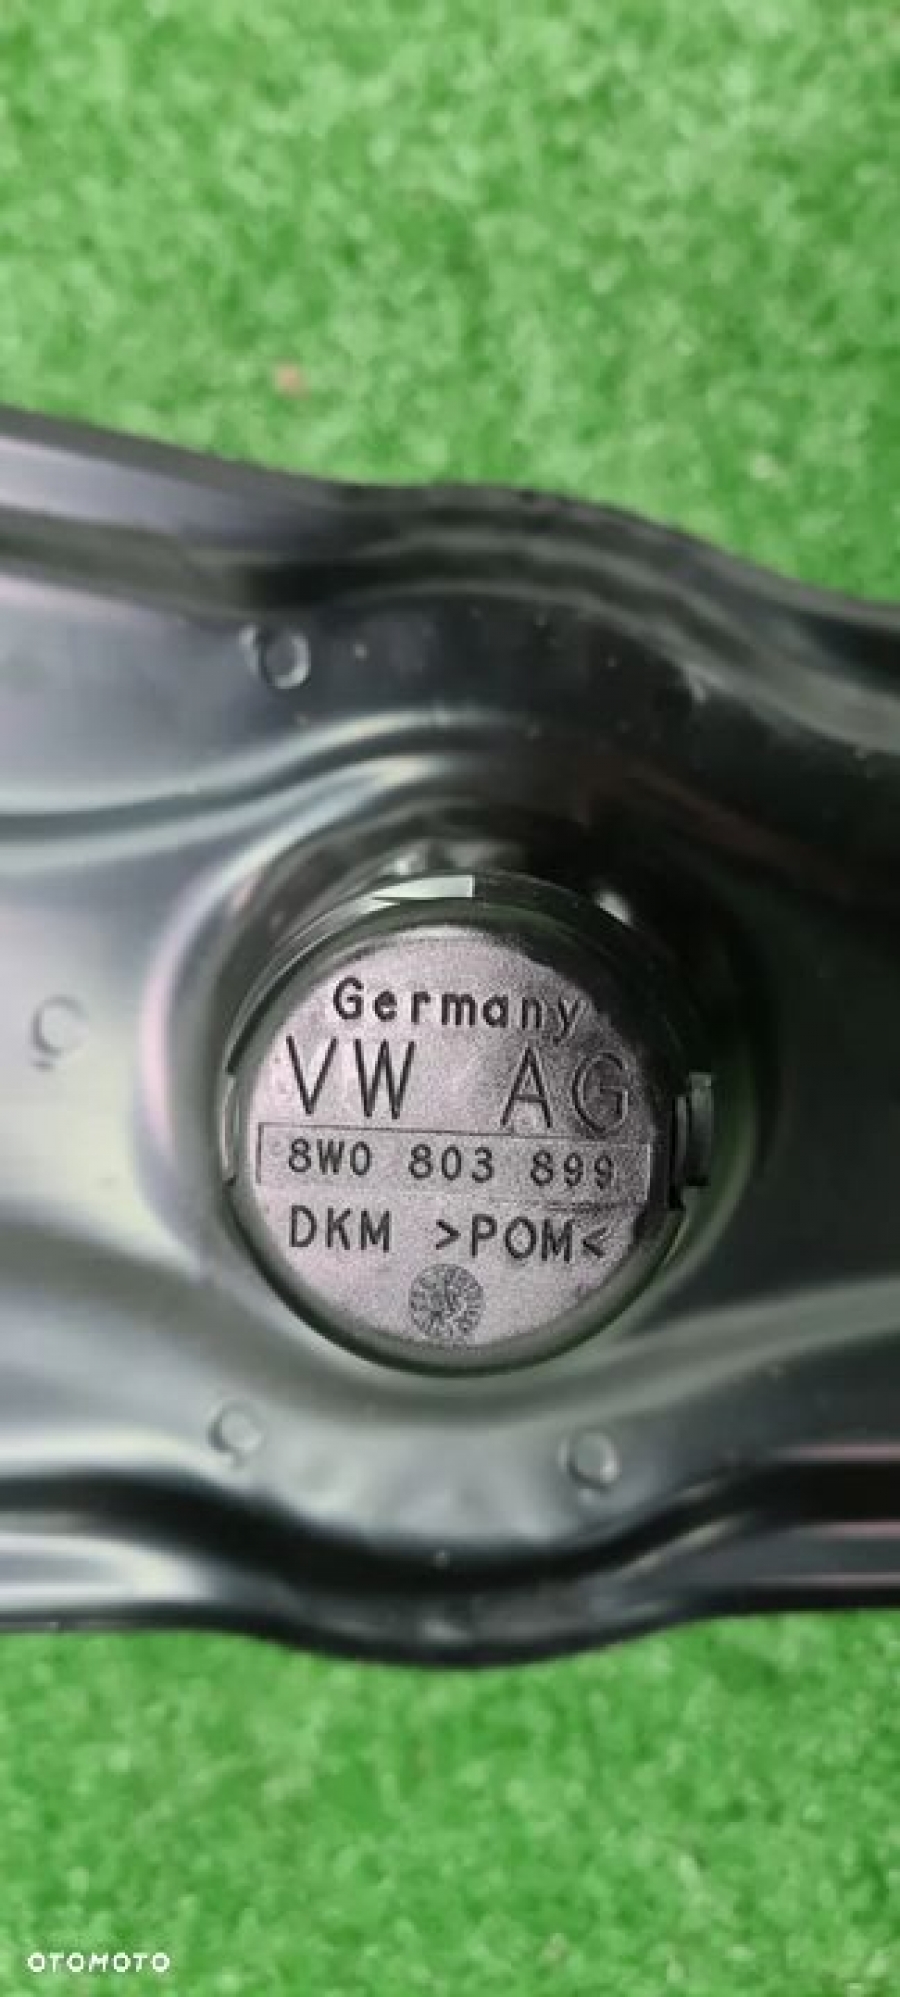 Germany
VW AG
8W0 803 899
DKM >POM<
OTOMOTO